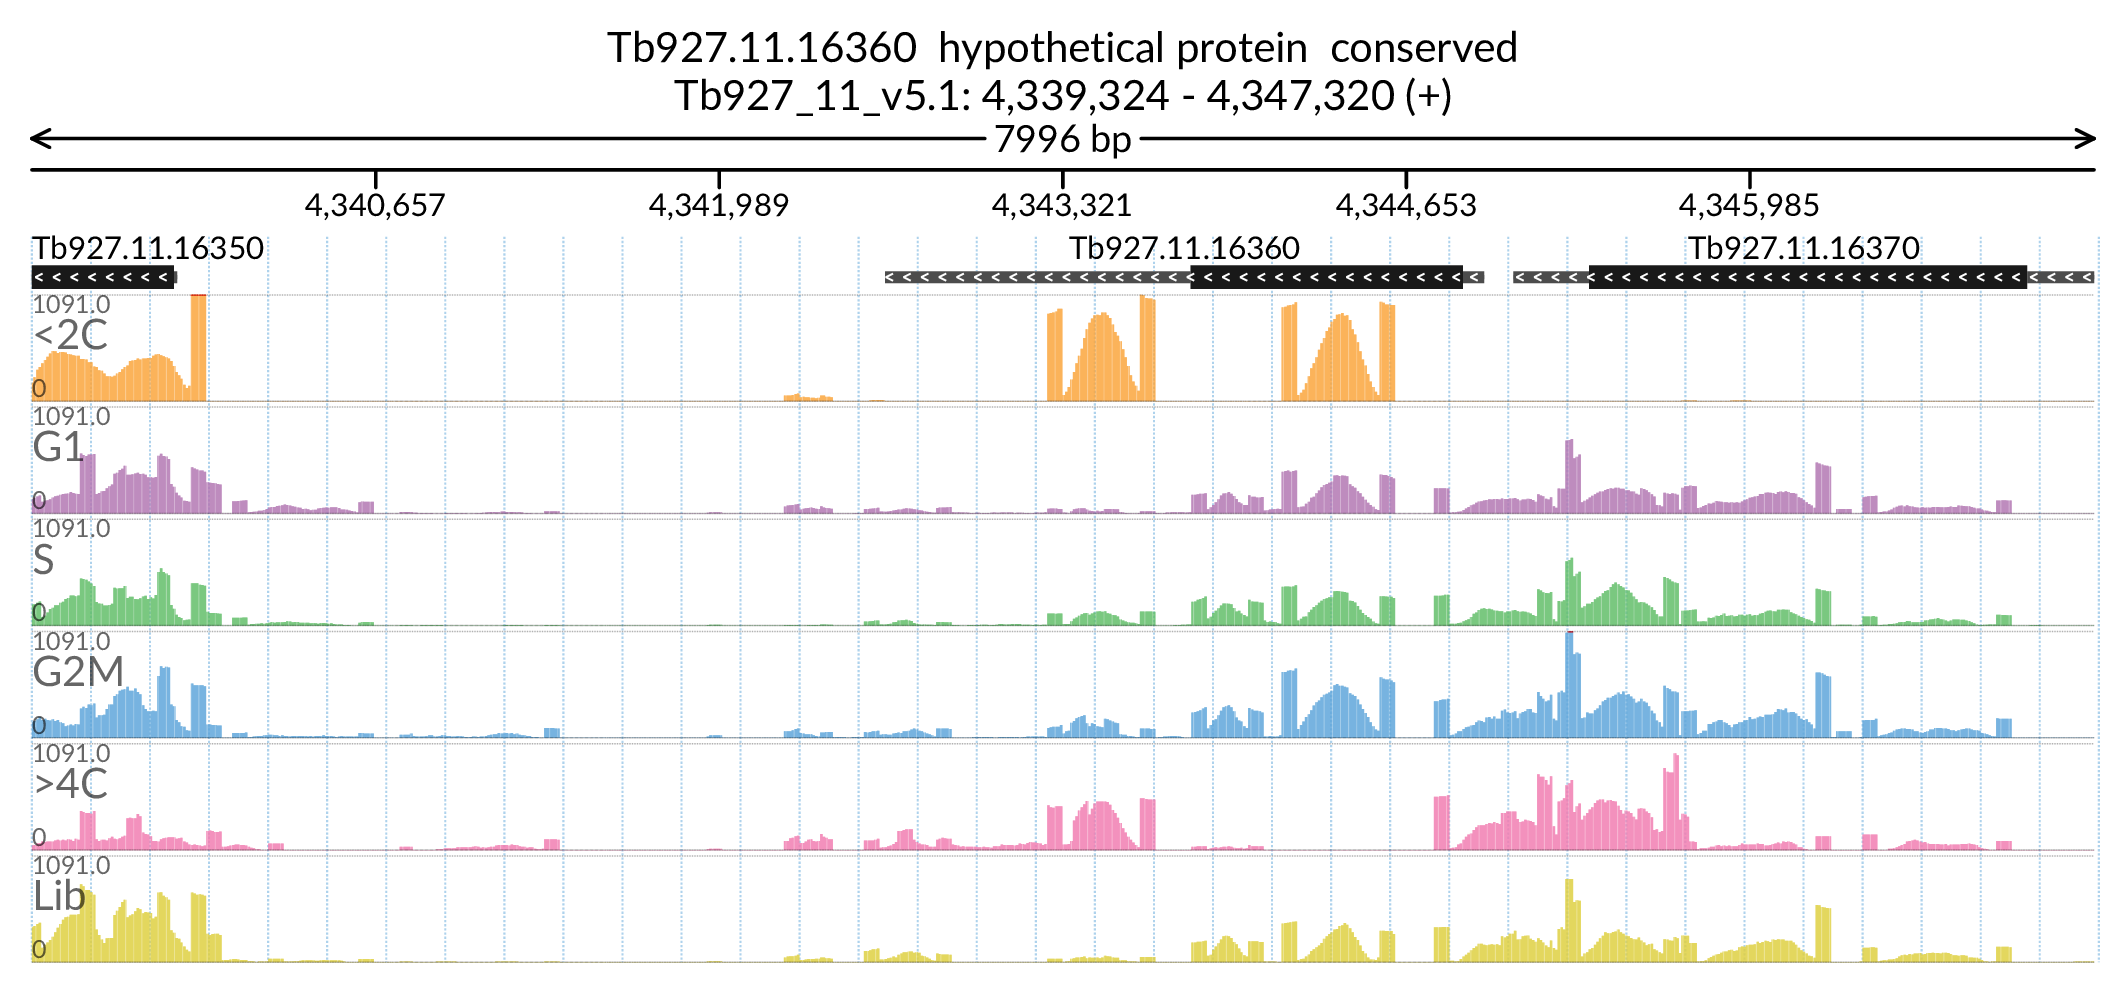 Tb927.11.16360 hypothetical protein conserved
Tb927_11_v5.1: 4,339,324 - 4,347,320 (+)
7996 bp
4,340,657 4,341,989 4,343,321 4,344,653 4,345,985
Tb927.11.16350 Tb927.11.16360 Tb927.11.16370
1091.0
<2C
0
1091.0
G1
0
1091.0
S
0
1091.0
G2M
0
1091.0
>4C
0
1091.0
Lib
0